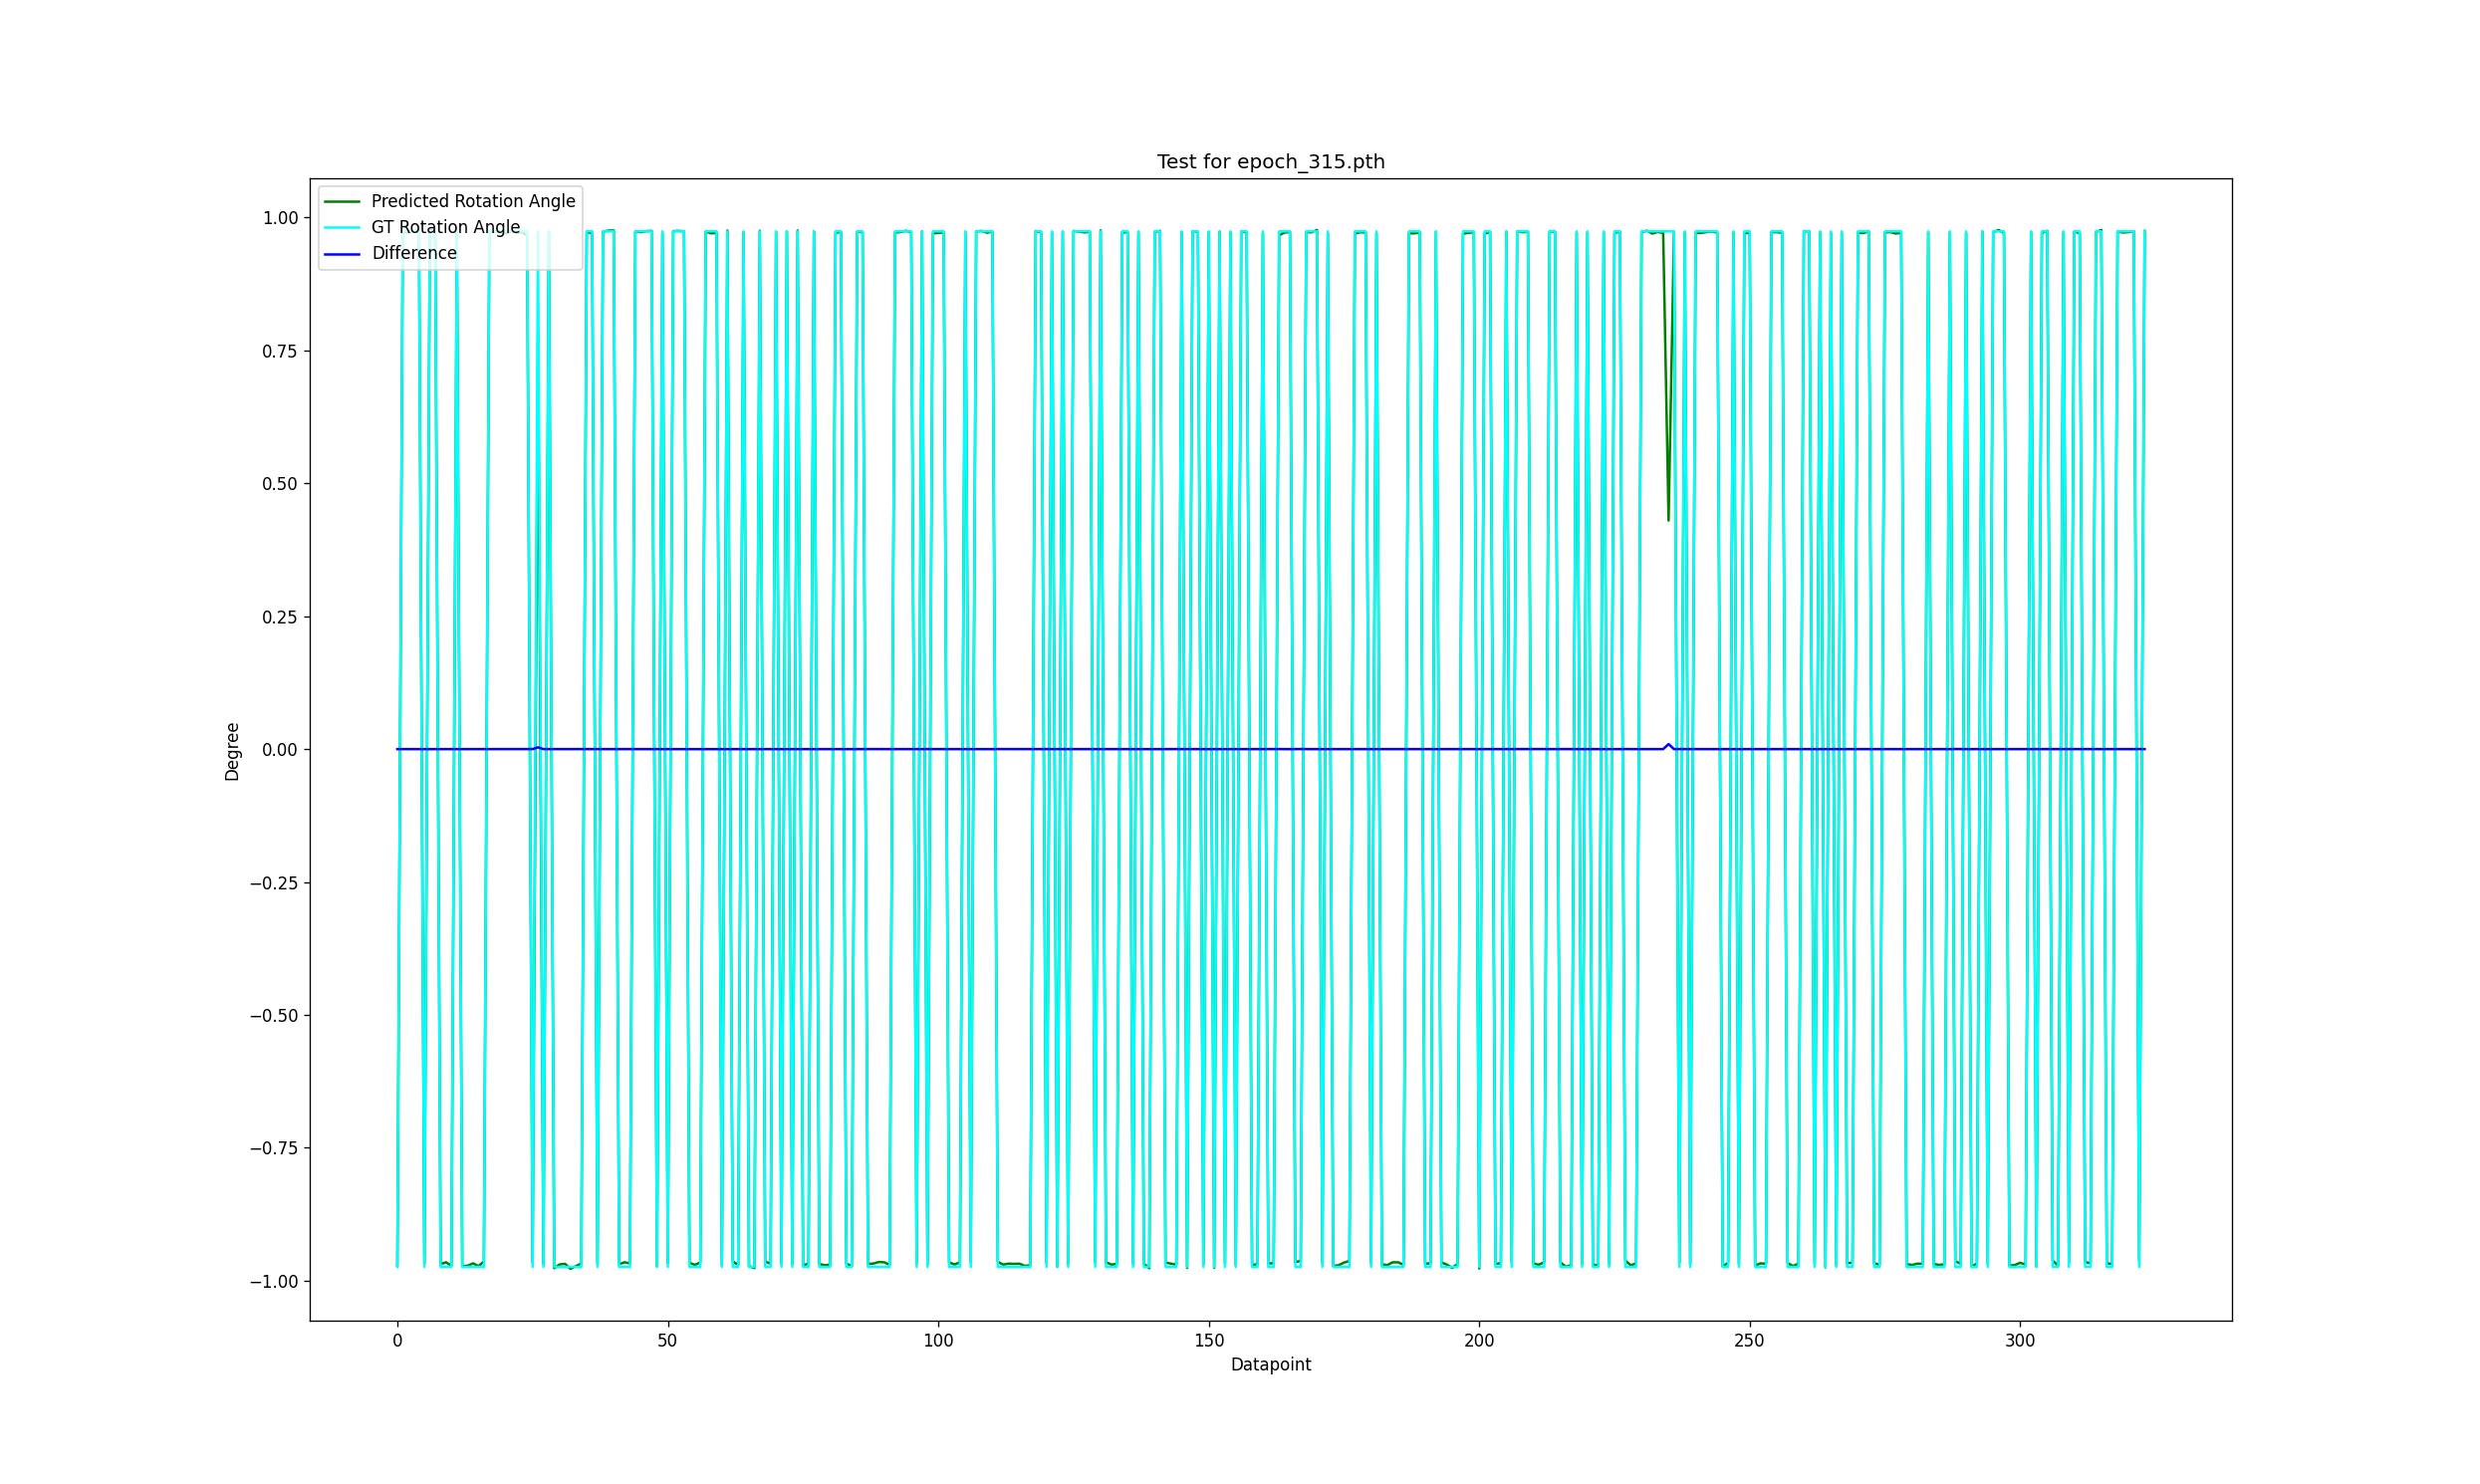 Test for epoch_315.pth
Predicted Rotation Angle
GT Rotation Angle
Difference
1.00
0.75
0.50
0.25
0.00
−0.25
−0.50
−0.75
−1.00
Degree
0 50 100 150 200 250 300
Datapoint